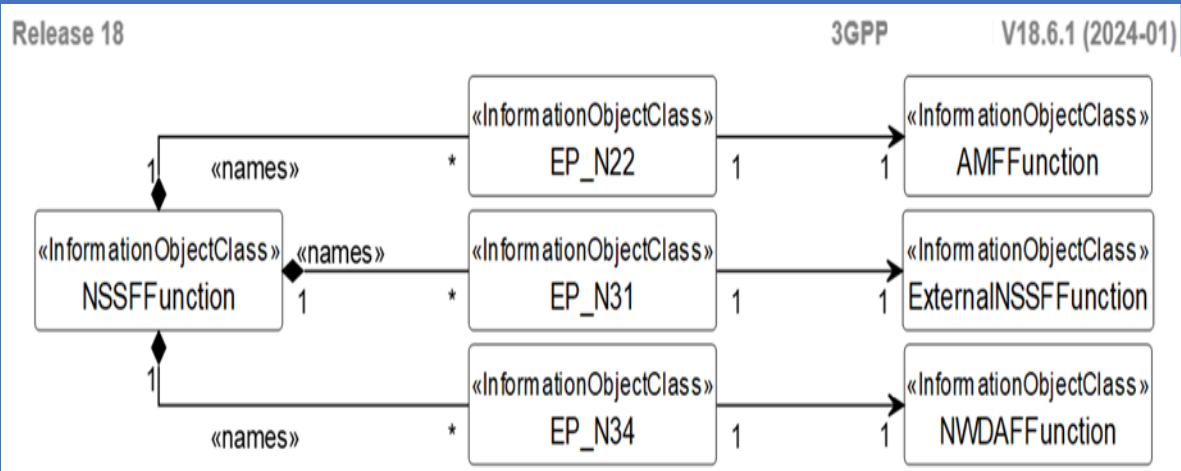 Release 18 3GPP V18.6.1 (2024-01)
«InformationObjectClass» «InformationObjectClass»
EP_N22 AMFFunction
1 «names» * 1 1
«InformationObjectClass» «names» «InformationObjectClass» «InformationObjectClass»
NSSFFunction 1 * EP_N31 1 1 ExternalNSSFFunction
1 «InformationObjectClass» «InformationObjectClass»
EP_N34 NWDAFFunction
«names» * 1 1